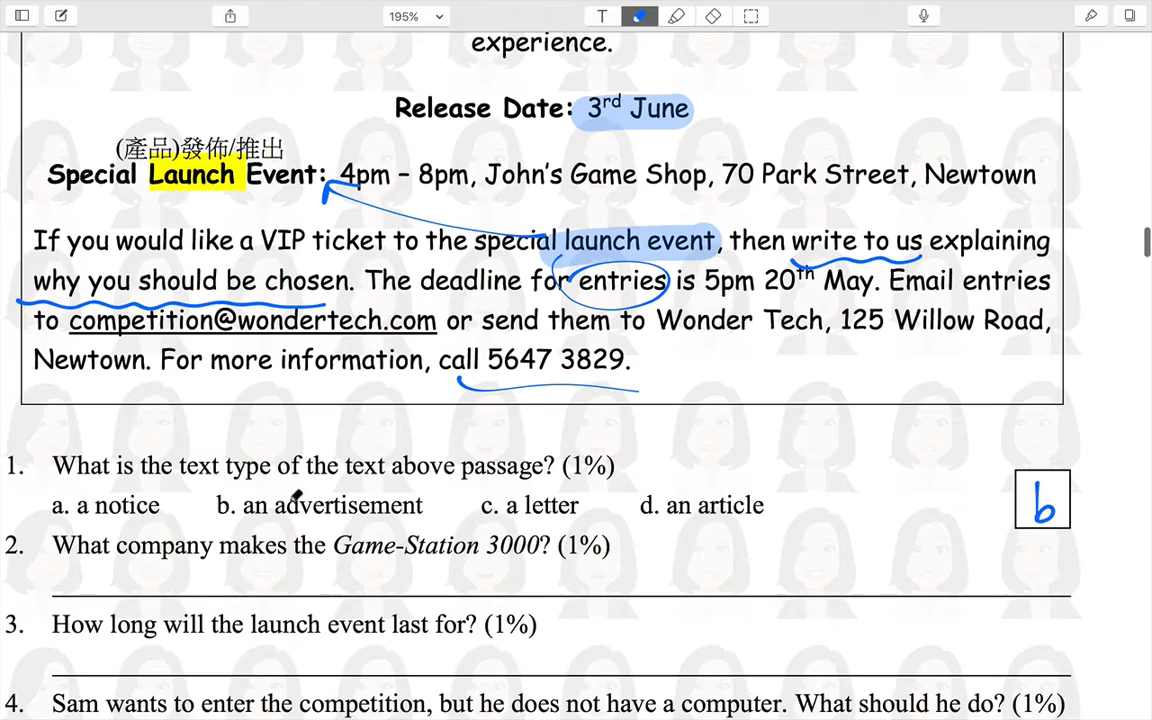 195%
T
experience.
Release Date: 3rd June
(產品)發佈/推出
Special Launch Event: 4pm – 8pm, John's Game Shop, 70 Park Street, Newtown
If you would like a VIP ticket to the special launch event, then write to us explaining
why you should be chosen. The deadline for entries is 5pm 20th May. Email entries
to competition@wondertech.com or send them to Wonder Tech, 125 Willow Road,
Newtown. For more information, call 5647 3829.
1. What is the text type of the text above passage? (1%)
a. a notice b. an advertisement c. a letter d. an article
b
2. What company makes the Game-Station 3000? (1%)
3. How long will the launch event last for? (1%)
4. Sam wants to enter the competition, but he does not have a computer. What should he do? (1%)